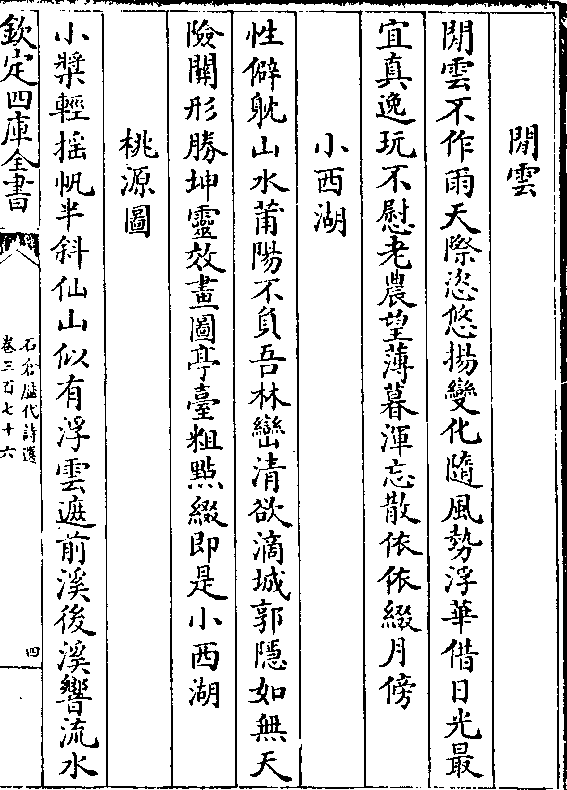 閒雲
閒雲不作雨天際恣悠揚變化隨風勢浮華借日光最
宜真逸玩不慰老農望薄暮渾忘散依依綴月傍
小西湖
性僻躭山水莆陽不負吾林巒清欲滴城郭隱如無天
險關形勝坤靈效畫圖亭臺粗㸃綴即是小西湖
桃源圖
小槳輕摇帆半斜仙山似有浮雲遮前溪後溪響流水
欽定四庫全書
石倉歴代詩選
卷三百七十六
四